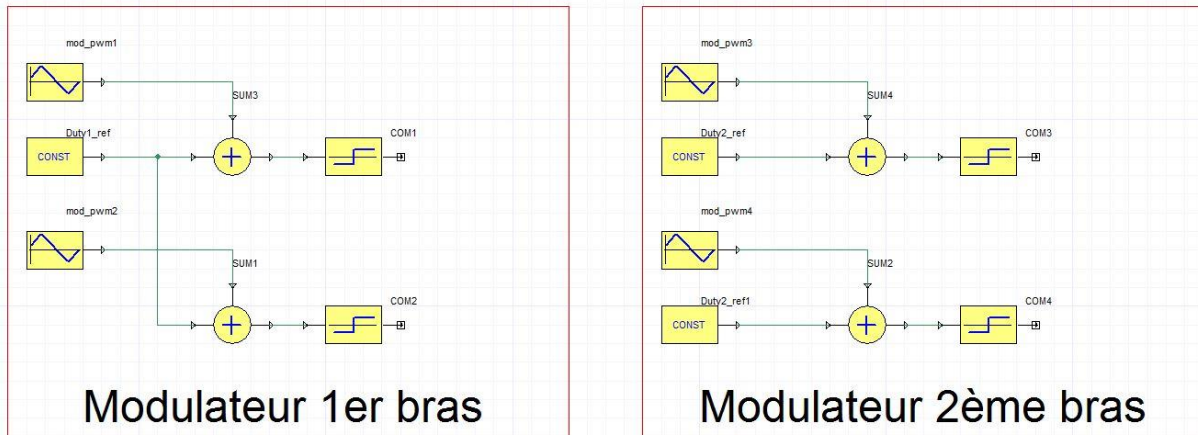 mod_pwm1
SUM3
Duty1_ref
COM1
CONST
mod_pwm2
SUM1
COM2
Modulateur 1er bras
mod_pwm3
SUM4
Duty2_ref
COM3
CONST
mod_pwm4
SUM2
Duty2_ref1
COM4
CONST
Modulateur 2ème bras